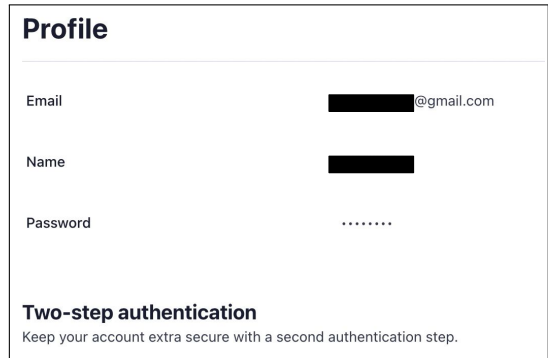 Profile
Email @gmail.com
Name
Password ········
Two-step authentication
Keep your account extra secure with a second authentication step.